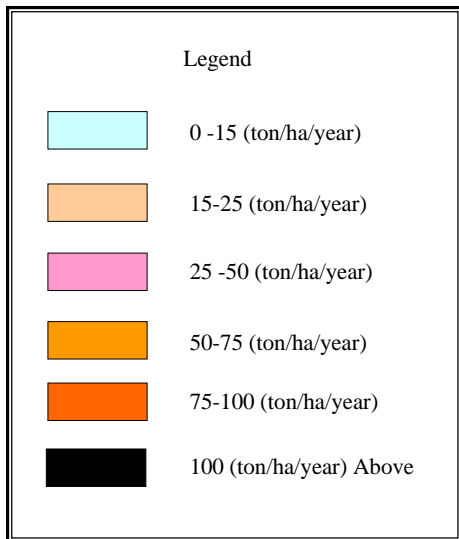 Legend
0 -15 (ton/ha/year)
15-25 (ton/ha/year)
25 -50 (ton/ha/year)
50-75 (ton/ha/year)
75-100 (ton/ha/year)
100 (ton/ha/year) Above